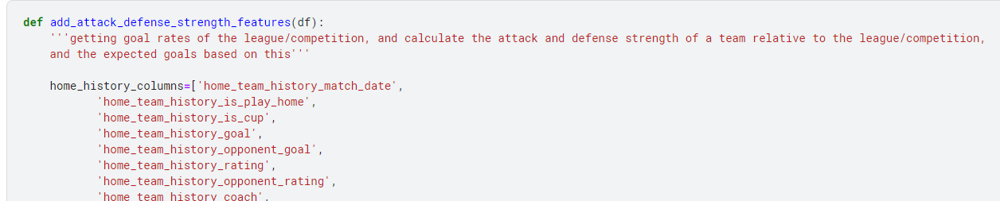 def add_attack_defense_strength_features(df):
'''getting goal rates of the league/competition, and calculate the attack and defense strength of a team relative to the league/competition,
and the expected goals based on this'''
home_history_columns=['home_team_history_match_date',
'home_team_history_is_play_home',
'home_team_history_is_cup',
'home_team_history_goal',
'home_team_history_opponent_goal',
'home_team_history_rating',
'home_team_history_opponent_rating',
'home_team_history_coach',